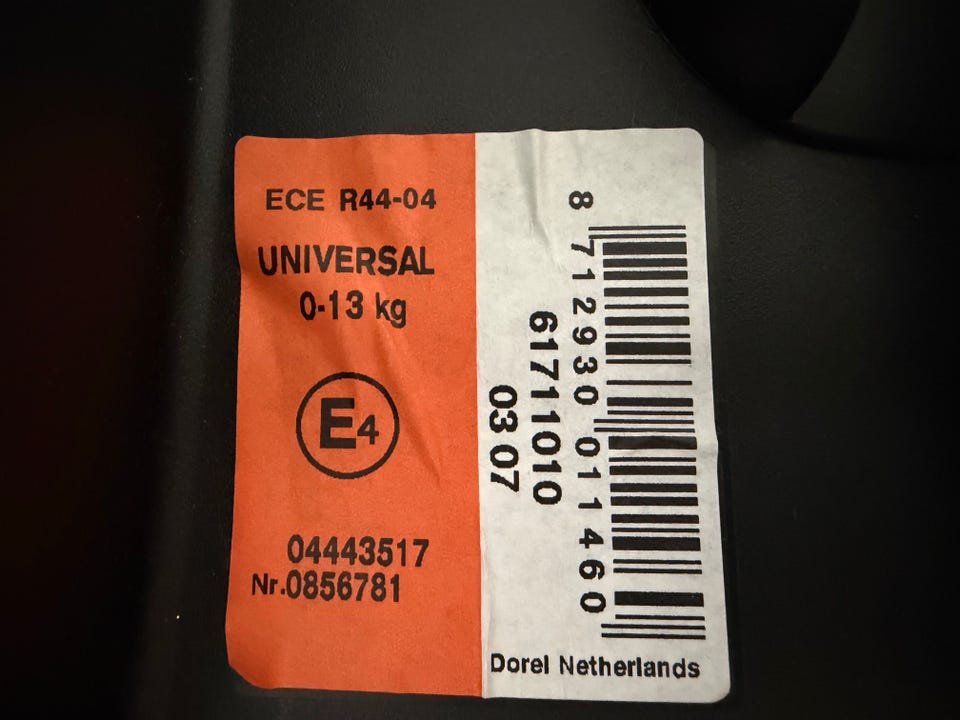 ECE R44-04
UNIVERSAL
0-13 kg
E4
04443517
Nr.0856781
8 712930 011460
61711010
03 07
Dorel Netherlands